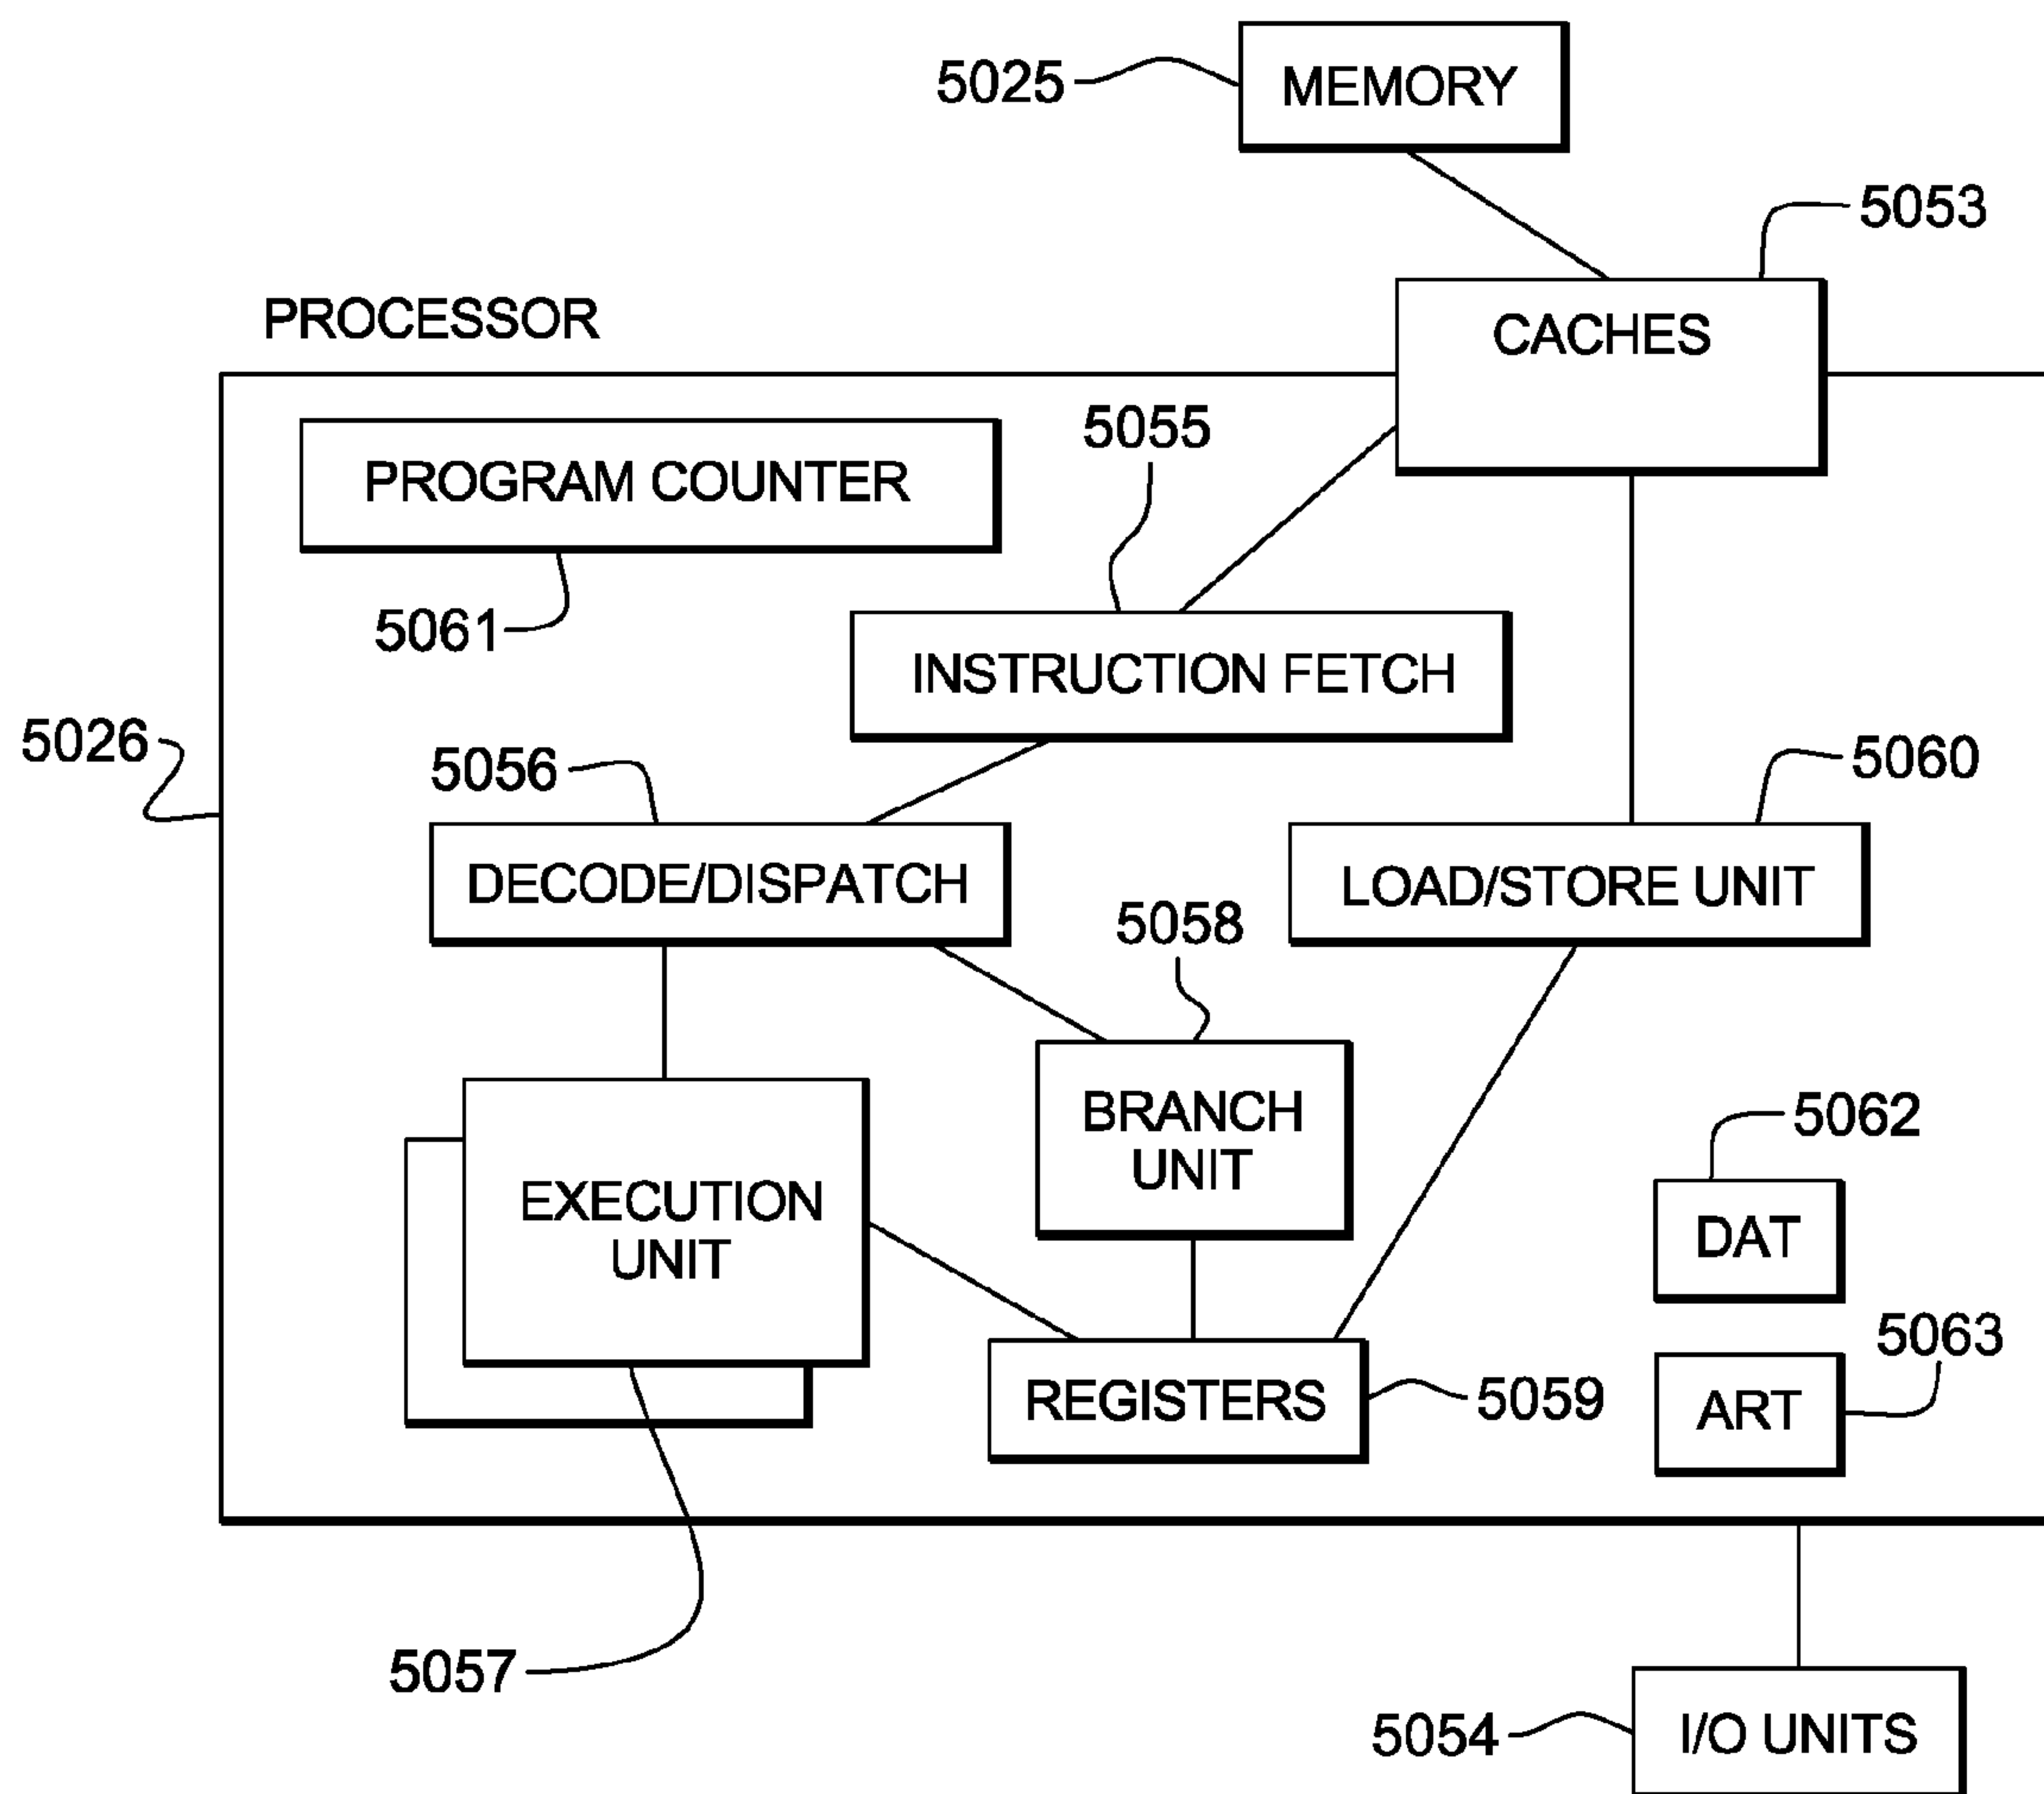 MEMORY
5025
5053
CACHES
PROCESSOR
5055
PROGRAM COUNTER
5061
INSTRUCTION FETCH
5026
5056
5060
DECODE/DISPATCH
LOAD/STORE UNIT
5058
BRANCH
UNIT
5062
EXECUTION
UNIT
DAT
5063
REGISTERS
5059
ART
5057
5054
I/O UNITS